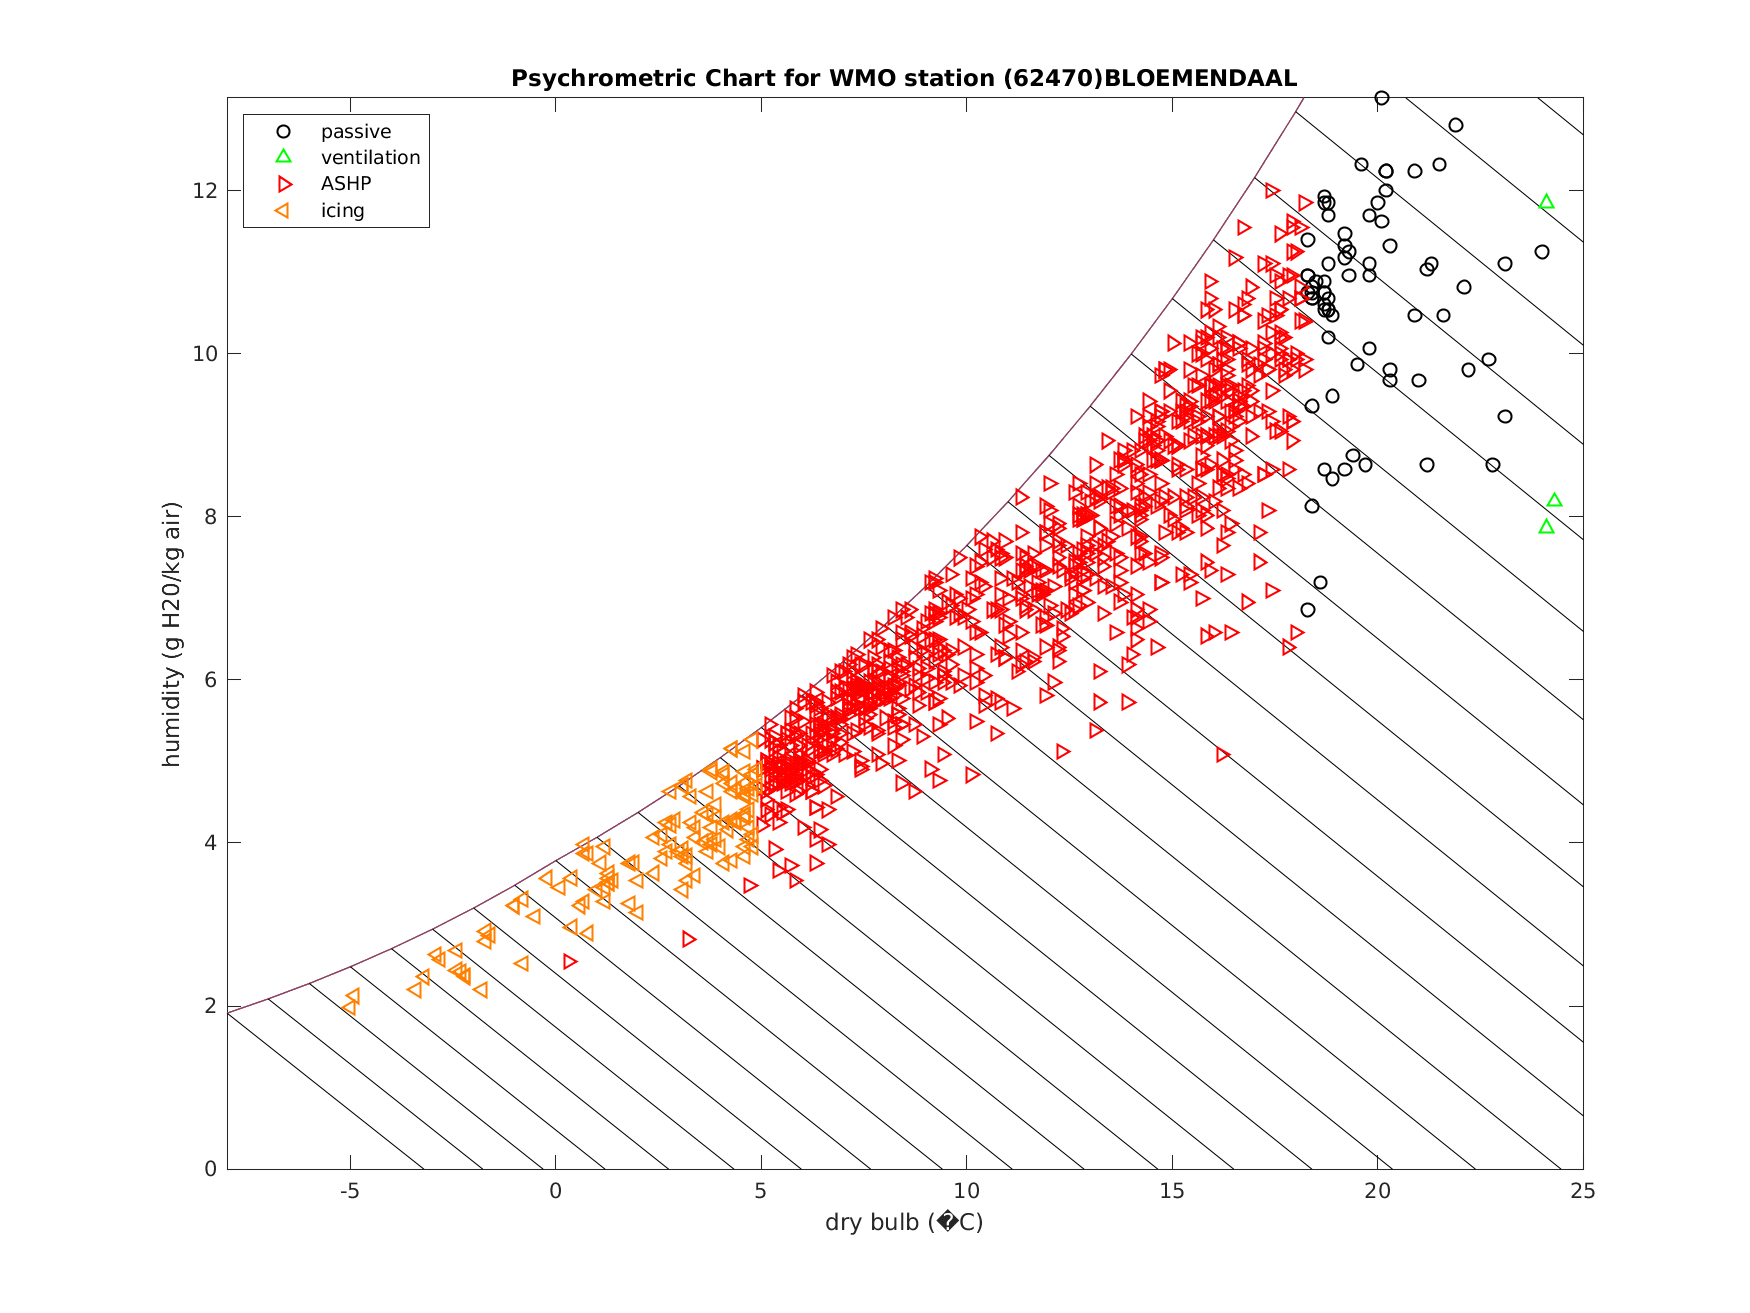 Psychrometric Chart for WMO station (62470)BLOEMENDAAL
passive
ventilation
ASHP
icing
12
10
8
6
4
2
0
humidity (g H20/kg air)
-5
0
5
10
15
20
25
dry bulb (�C)